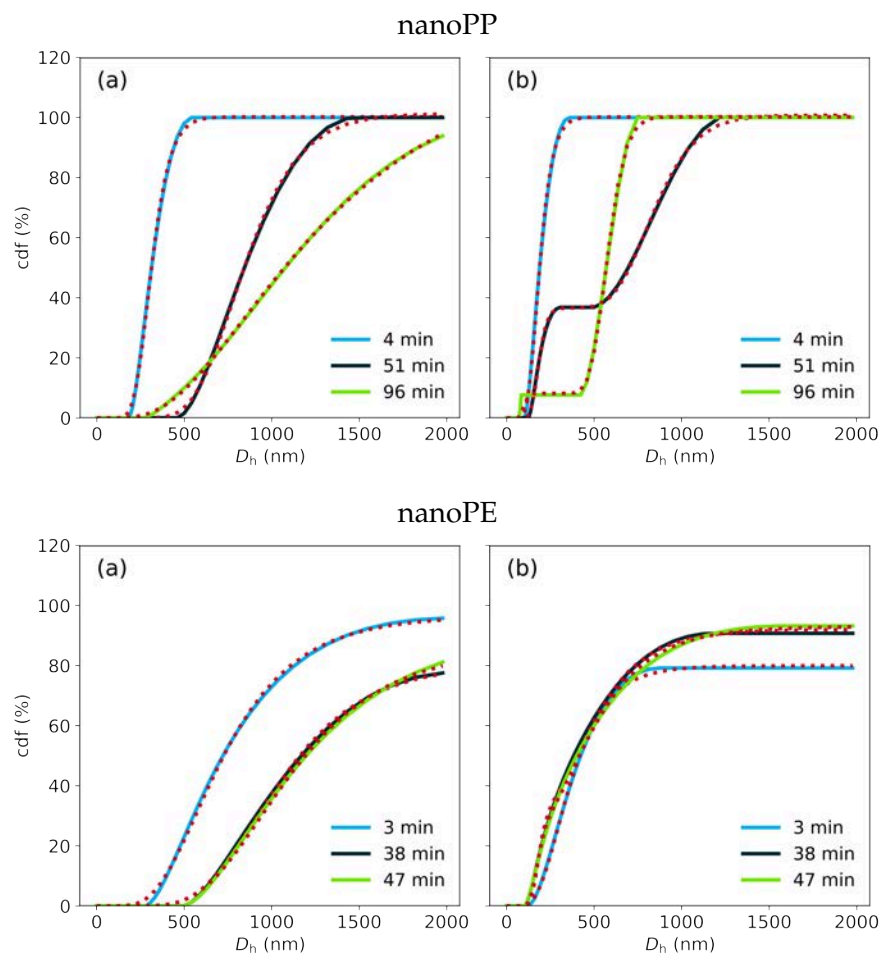 nanoPP
(a)
(b)
120
100
80
60
40
20
0
cdf (%)
4 min
51 min
96 min
4 min
51 min
96 min
0 500 1000 1500 2000
0 500 1000 1500 2000
Dh (nm)
Dh (nm)
nanoPE
(a)
(b)
120
100
80
60
40
20
0
cdf (%)
3 min
38 min
47 min
3 min
38 min
47 min
0 500 1000 1500 2000
0 500 1000 1500 2000
Dh (nm)
Dh (nm)